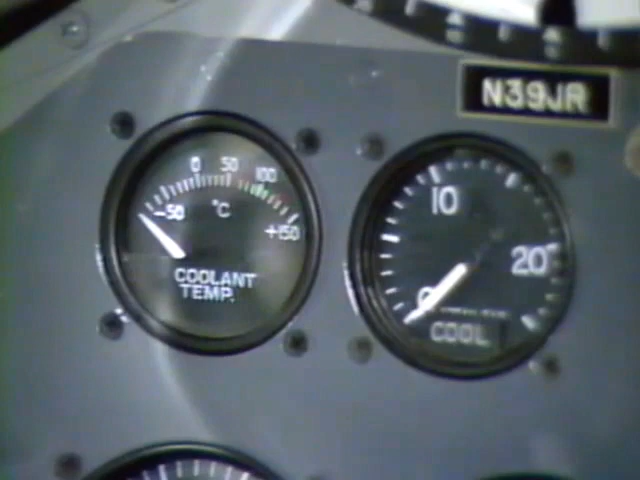 N39JR
0 50 100
-50 °C +150
COOLANT
TEMP.
10
20
0
COOL